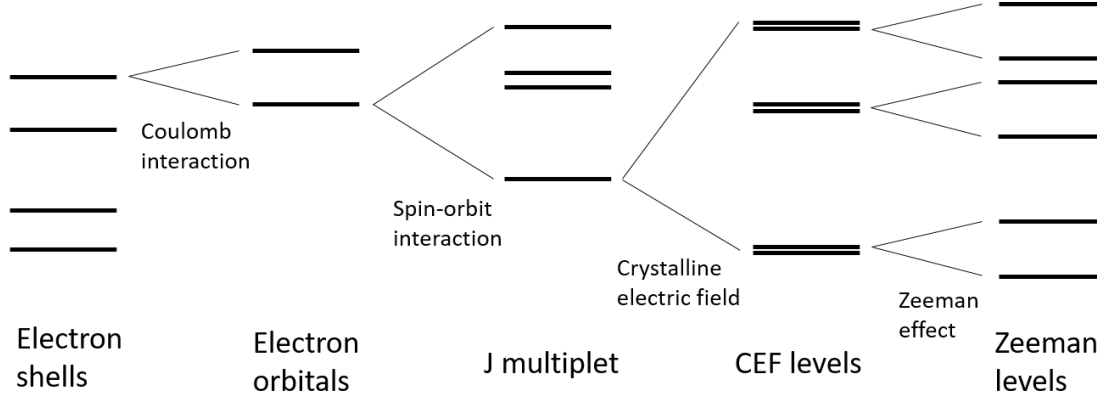 Coulomb
interaction
Spin-orbit
interaction
Crystalline
electric field
Zeeman
effect
Electron
shells
Electron
orbitals
J multiplet
CEF levels
Zeeman
levels